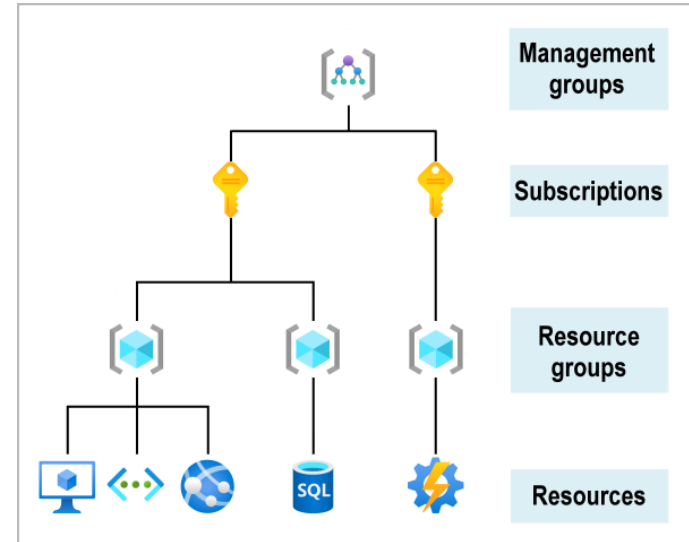 Management
groups
Subscriptions
Resource
groups
SQL
Resources